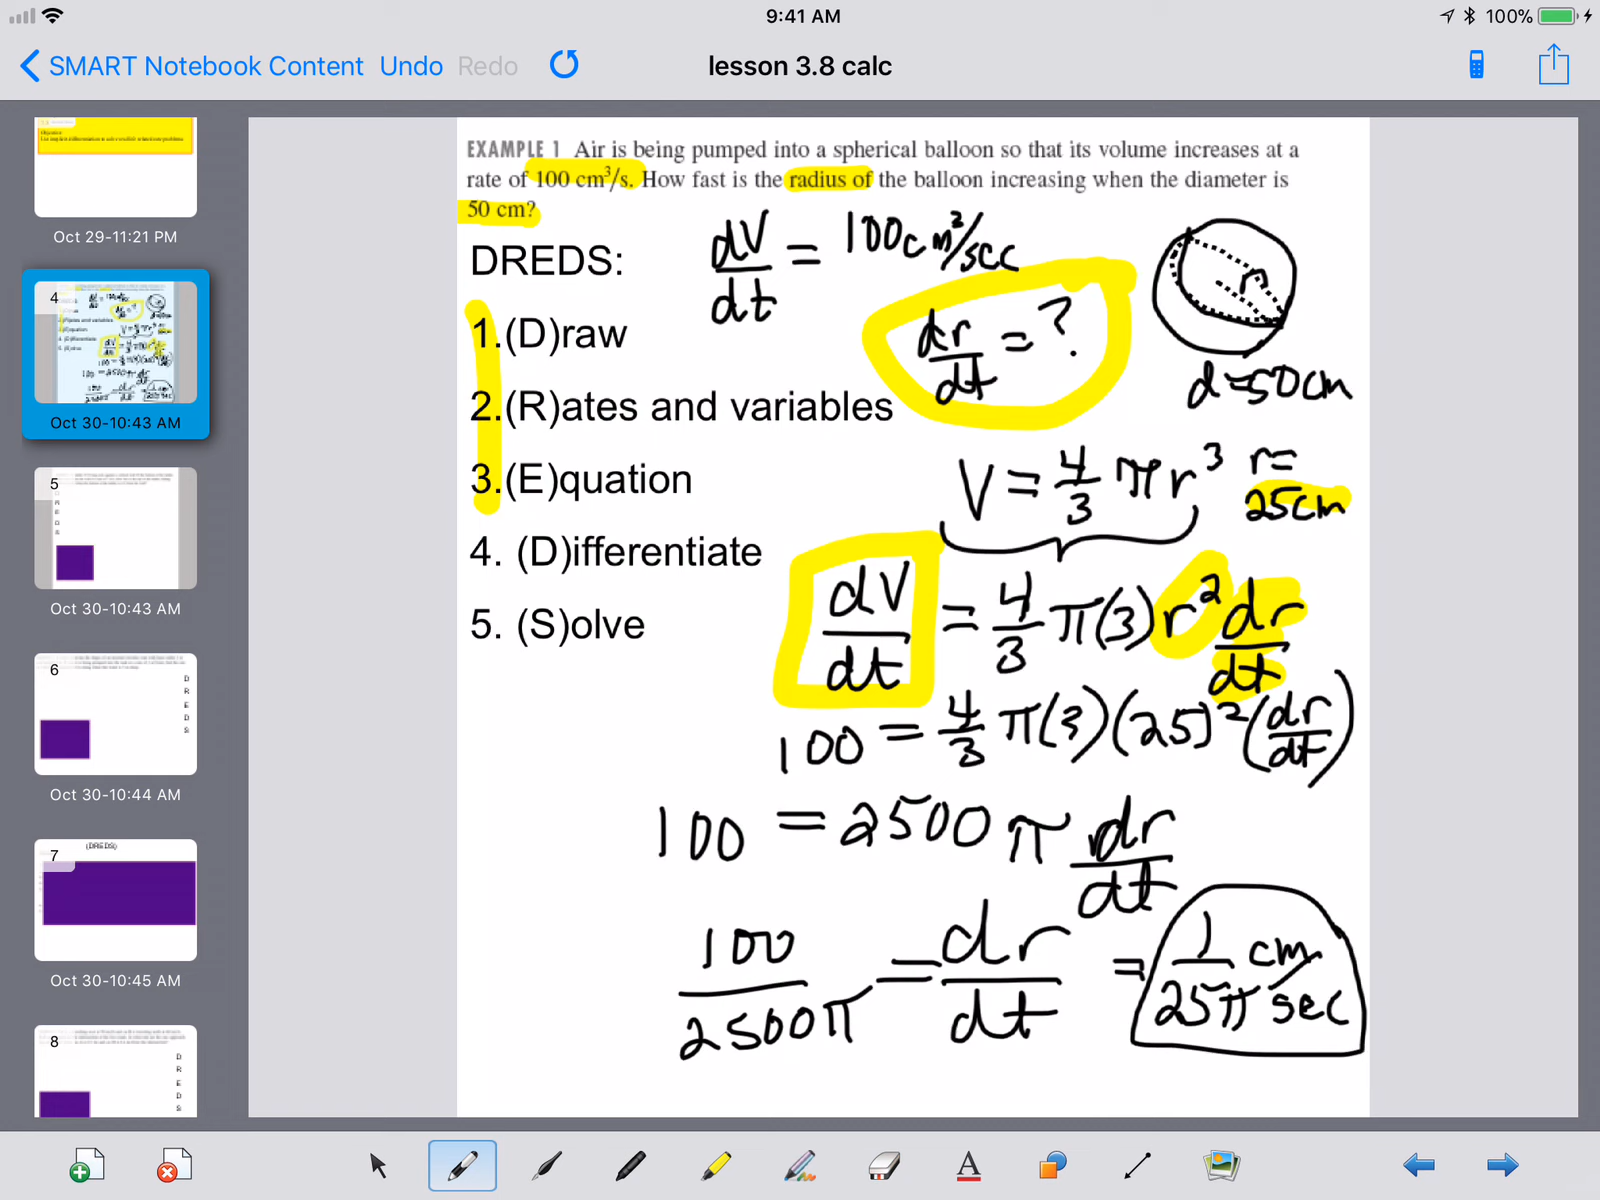 9:41 AM
100%
SMART Notebook Content Undo Redo
lesson 3.8 calc
Oct 29-11:21 PM
4
Oct 30-10:43 AM
5
Oct 30-10:43 AM
6
D
R
E
D
S
Oct 30-10:44 AM
7
(DREDS)
Oct 30-10:45 AM
8
D
R
E
D
S
EXAMPLE 1 Air is being pumped into a spherical balloon so that its volume increases at a
rate of 100 cm³/s. How fast is the radius of the balloon increasing when the diameter is
50 cm?
DREDS:
1.(D)raw
2.(R)ates and variables
3.(E)quation
4. (D)ifferentiate
5. (S)olve
dV/dt = 100 cm³/sec
dr/dt = ?
r
d=50cm
V = 4/3 πr³
r=
25cm
dV/dt = 4/3 π(3)r² dr/dt
100 = 4/3 π(3)(25)² (dr/dt)
100 = 2500 π dr/dt
100/2500π = dr/dt = 1/25π cm/sec
A